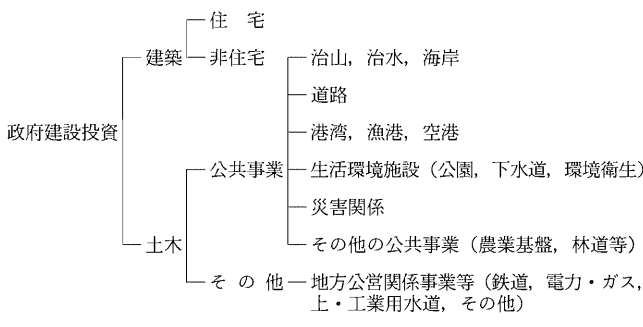 住　宅
建築
非住宅
治山，治水，海岸
道路
政府建設投資
港湾，漁港，空港
公共事業
生活環境施設（公園，下水道，環境衛生）
災害関係
土木
その他の公共事業（農業基盤，林道等）
そ の 他
地方公営関係事業等（鉄道，電力・ガス，
上・工業用水道，その他）